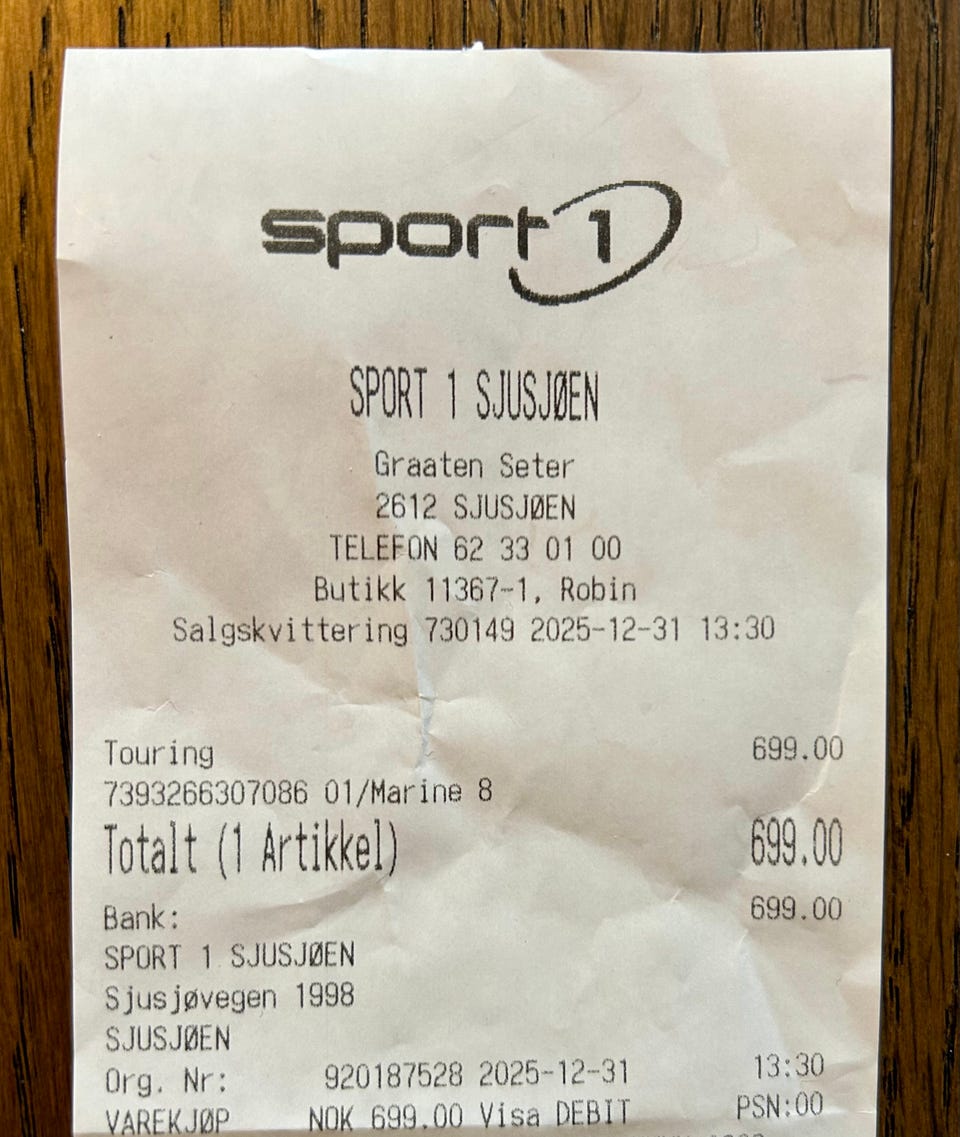 sport 1
SPORT 1 SJUSJØEN
Graaten Seter
2612 SJUSJØEN
TELEFON 62 33 01 00
Butikk 11367-1, Robin
Salgskvittering 730149 2025-12-31 13:30
Touring 699.00
7393266307086 01/Marine 8
Totalt (1 Artikkel) 699.00
Bank: 699.00
SPORT 1 SJUSJØEN
Sjusjøvegen 1998
SJUSJØEN
Org. Nr: 920187528 2025-12-31 13:30
VAREKJØP NOK 699.00 Visa DEBIT PSN:00